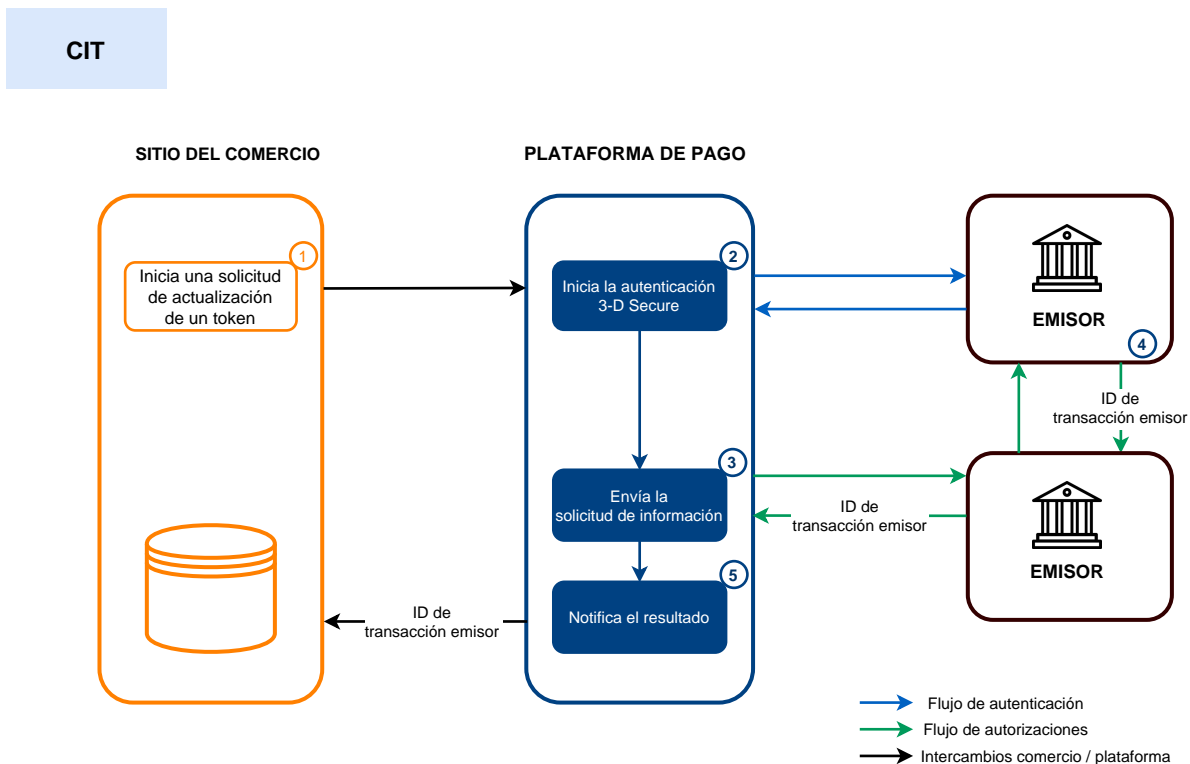 CIT
SITIO DEL COMERCIO
PLATAFORMA DE PAGO
1
Inicia una solicitud
de actualización
de un token
2
Inicia la autenticación
3-D Secure
EMISOR
4
ID de
transacción emisor
3
Envía la
solicitud de información
ID de
transacción emisor
EMISOR
5
Notifica el resultado
ID de
transacción emisor
Flujo de autenticación
Flujo de autorizaciones
Intercambios comercio / plataforma